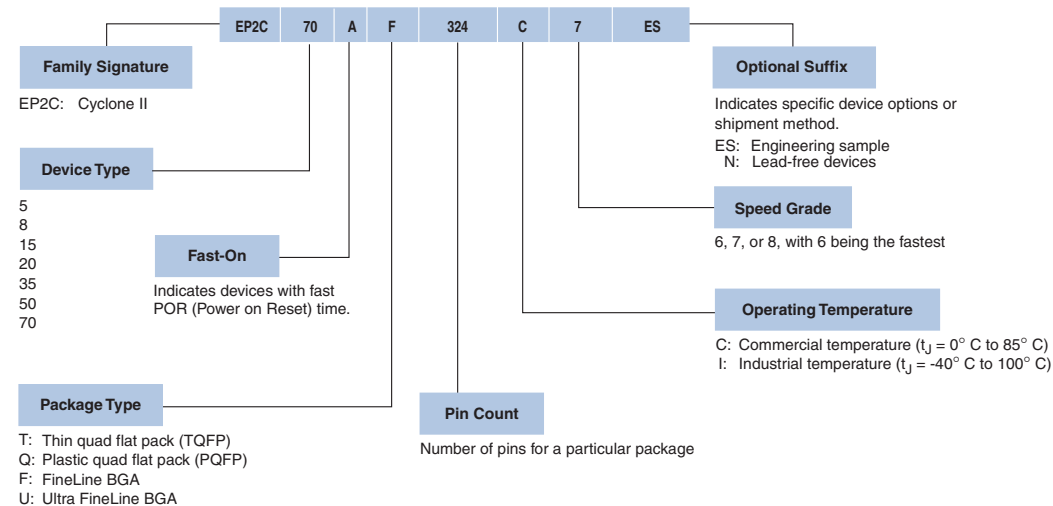 EP2C 70 A F 324 C 7 ES
Family Signature
EP2C: Cyclone II
Device Type
5
8
15
20
35
50
70
Fast-On
Indicates devices with fast
POR (Power on Reset) time.
Package Type
T: Thin quad flat pack (TQFP)
Q: Plastic quad flat pack (PQFP)
F: FineLine BGA
U: Ultra FineLine BGA
Pin Count
Number of pins for a particular package
Optional Suffix
Indicates specific device options or
shipment method.
ES: Engineering sample
N: Lead-free devices
Speed Grade
6, 7, or 8, with 6 being the fastest
Operating Temperature
C: Commercial temperature (tJ = 0° C to 85° C)
I: Industrial temperature (tJ = -40° C to 100° C)